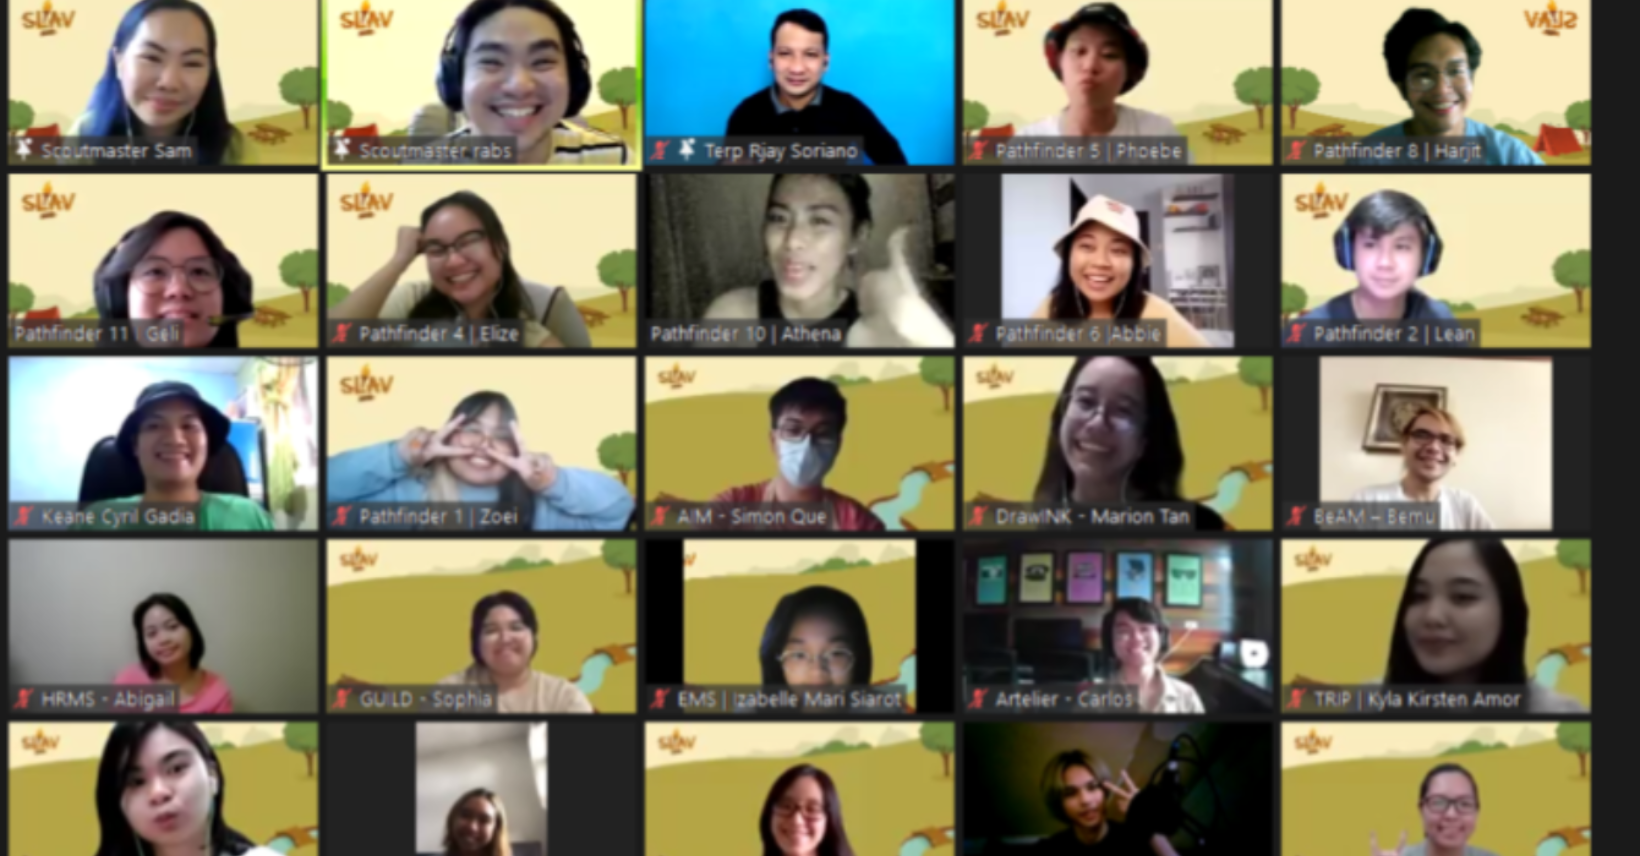 SLAV
Scoutmaster Sam
SLAV
Scoutmaster rabs
Terp Rjay Soriano
SLAV
Pathfinder 5 | Phoebe
SLAV
Pathfinder 8 | Harjit
SLAV
Pathfinder 11 | Geli
SLAV
Pathfinder 4 | Elize
Pathfinder 10 | Athena
Pathfinder 6 |Abbie
SLAV
Pathfinder 2 | Lean
Keane Cyril Gadia
SLAV
Pathfinder 1 | Zoei
SLAV
AIM - Simon Que
SLAV
DrawINK - Marion Tan
BeAM – Bemu
HRMS - Abigail
SLAV
GUILD - Sophia
EMS | Izabelle Mari Siarot
Artelier - Carlos
SLAV
TRIP | Kyla Kirsten Amor
SLAV
SLAV
SLAV